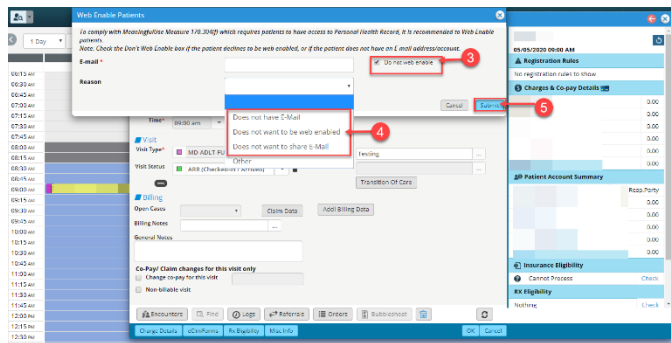 Web Enable Patients
To comply with Meaningful Use Measure 170.304(f) which requires patients to have access to Personal Health Record, it is recommended to Web Enable
patients.
Note: Check the Don't Web Enable box if the patient declines to be web-enabled, or if the patient does not have an E-mail address/account.
E-mail *
Do not web enable
3
Reason
Does not have E-Mail
Does not want to be web enabled
Does not want to share E-Mail
Other
4
Cancel
Submit
5
1 Day
06:15 AM
06:30 AM
06:45 AM
07:00 AM
07:15 AM
07:30 AM
07:45 AM
08:00 AM
08:15 AM
08:30 AM
08:45 AM
09:00 AM
09:15 AM
09:30 AM
09:45 AM
10:00 AM
10:15 AM
10:30 AM
10:45 AM
11:00 AM
11:15 AM
11:30 AM
11:45 AM
12:00 PM
12:15 PM
12:30 PM
Time*
09:00 am
Visit
Visit Type*
MD-ADLT-FU
Testing
...
Visit Status
ARR (Checked in / Arrived)
...
Transition Of Care
Billing
Open Cases
Claim Data
Addl Billing Data
Billing Notes
...
General Notes
Co-Pay/ Claim changes for this visit only
Change co-pay for this visit
Non-billable visit
Encounters
Find
Logs
Referrals
Orders
Bubblesheet
Charge Details
eClinForms
Rx Eligibility
Misc Info
OK
Cancel
05/05/2020 09:00 AM
Registration Rules
No registration rules to show
Charges & Co-pay Details
0.00
0.00
0.00
0.00
0.00
Patient Account Summary
Resp.Party
0.00
0.00
0.00
0.00
Insurance Eligibility
Cannot Process
Check
RX Eligibility
Nothing
Check